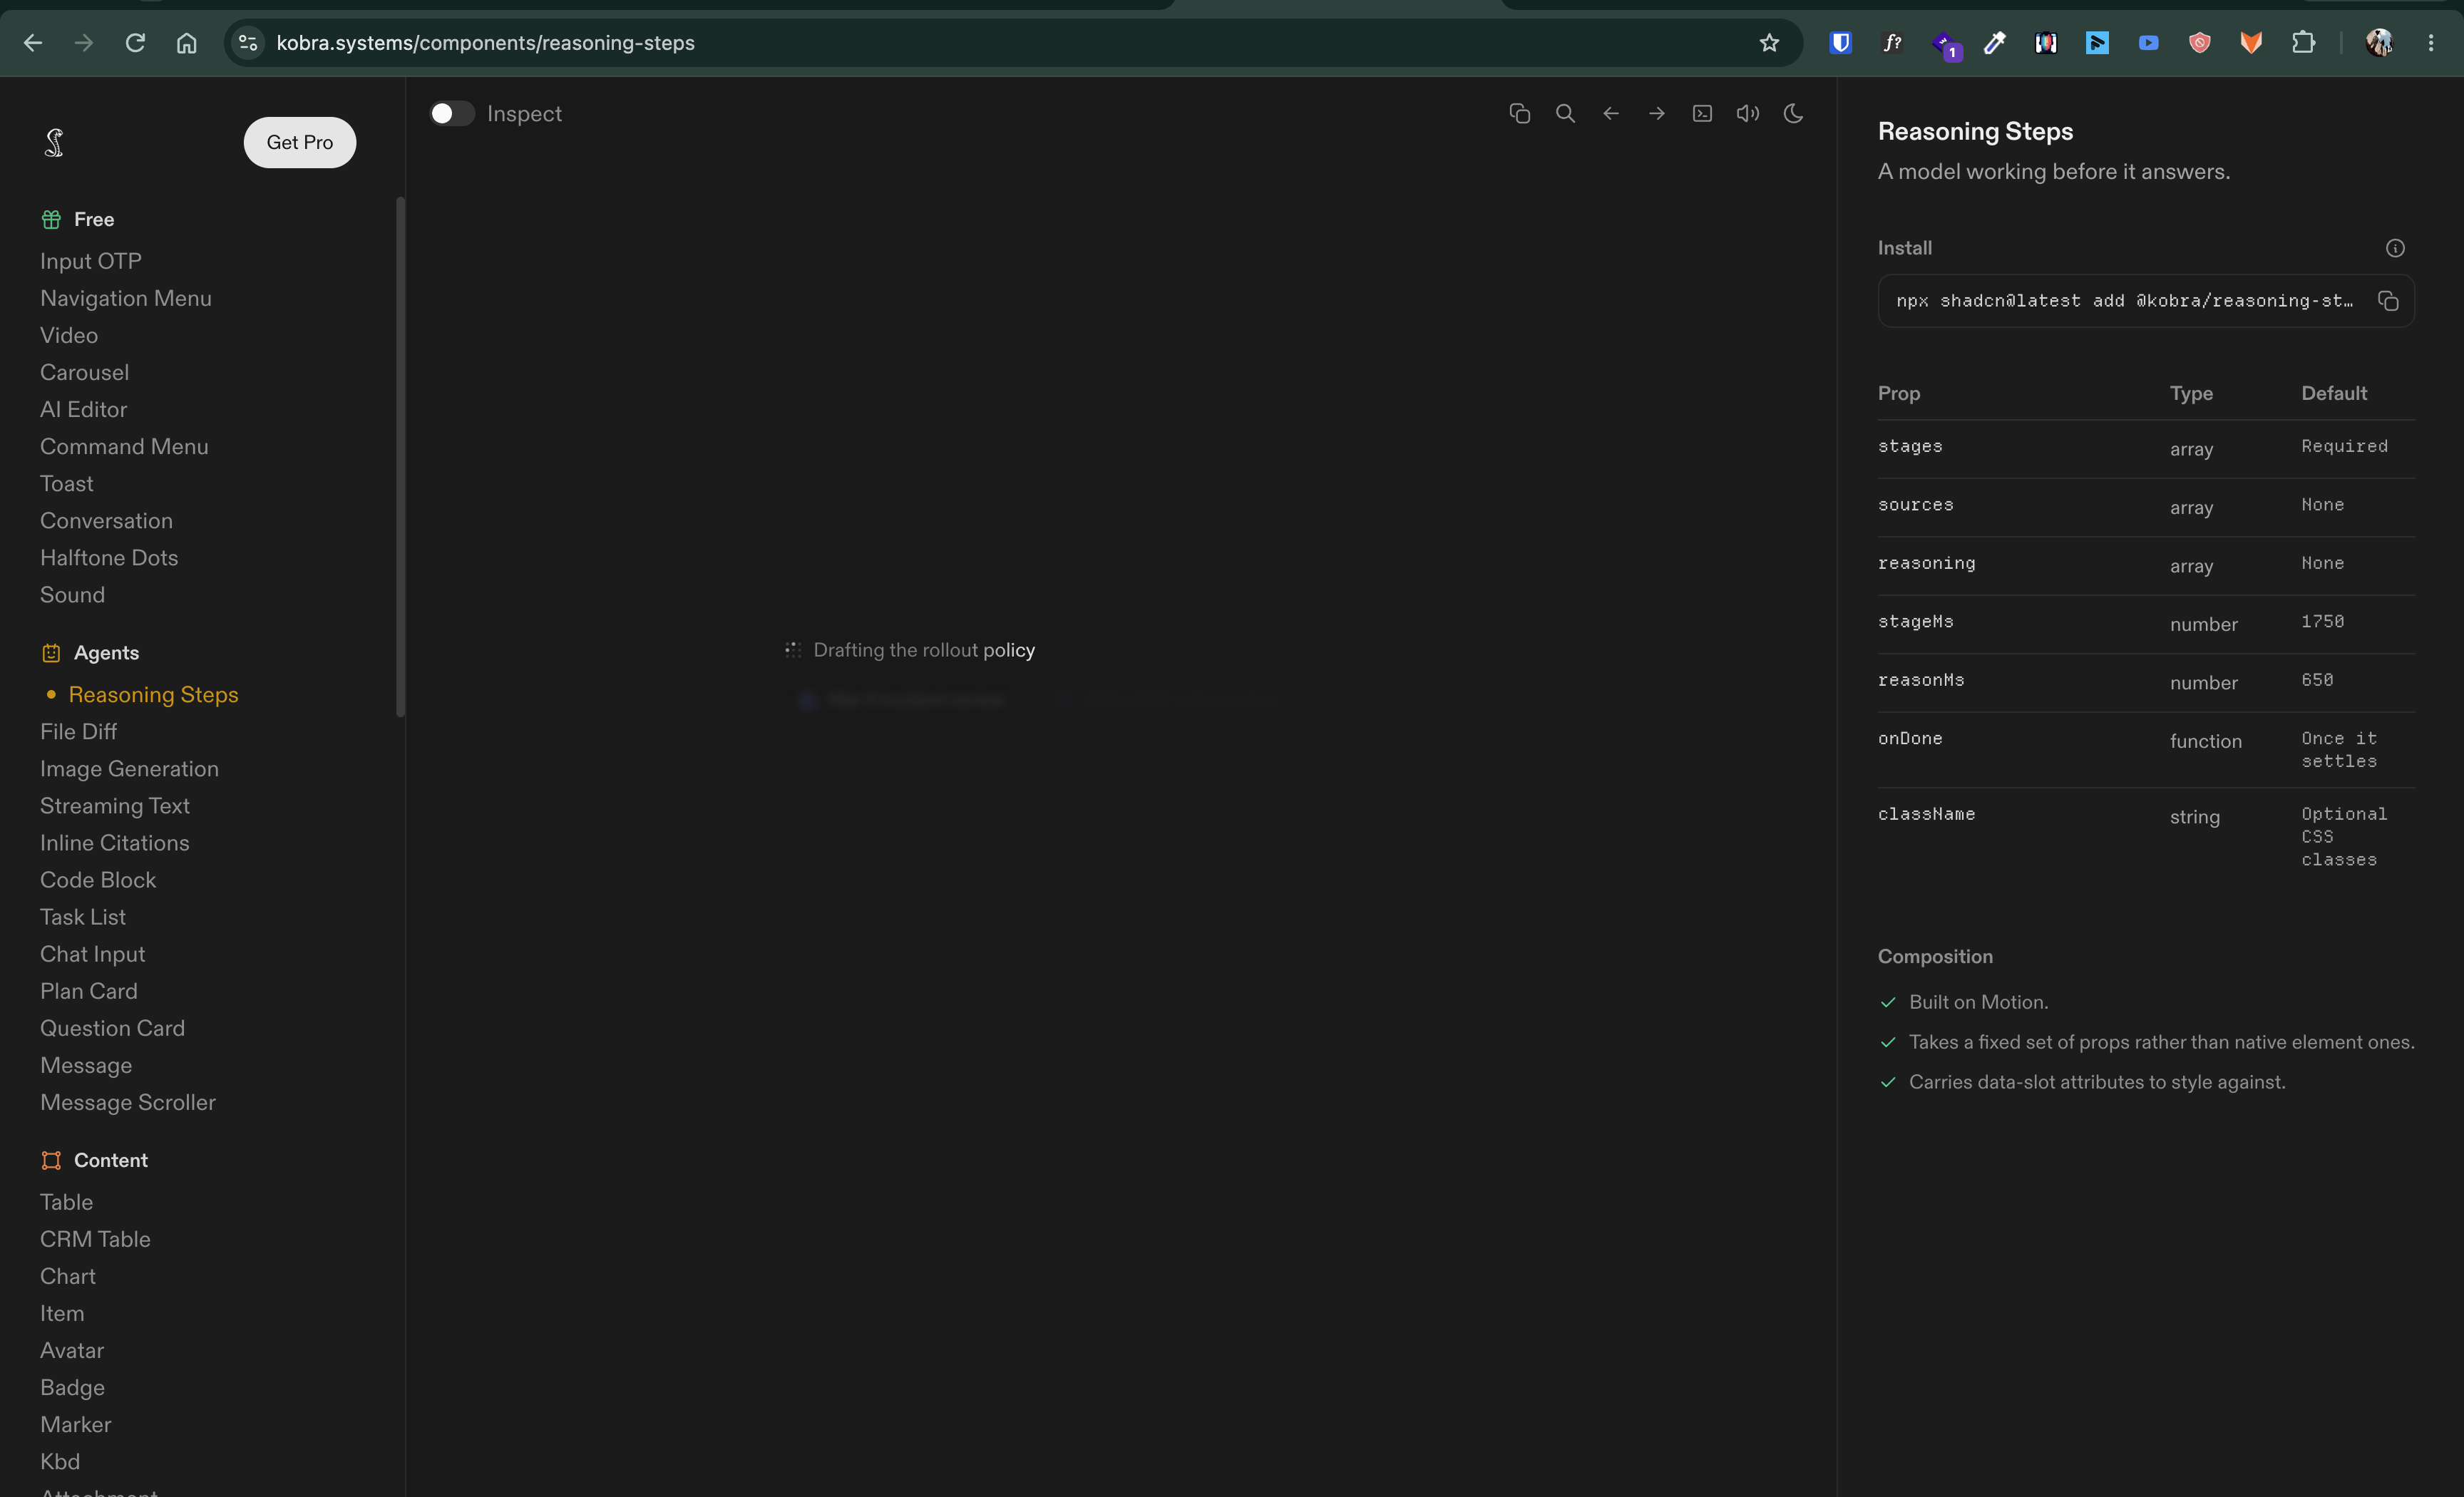 kobra.systems/components/reasoning-steps
1
Get Pro
Inspect
Free
Input OTP
Navigation Menu
Video
Carousel
AI Editor
Command Menu
Toast
Conversation
Halftone Dots
Sound
Agents
Reasoning Steps
File Diff
Image Generation
Streaming Text
Inline Citations
Code Block
Task List
Chat Input
Plan Card
Question Card
Message
Message Scroller
Content
Table
CRM Table
Chart
Item
Avatar
Badge
Marker
Kbd
Attachment
Drafting the rollout policy
Reasoning Steps
A model working before it answers.
Install
npx shadcn@latest add @kobra/reasoning-st…
Prop Type Default
stages array Required
sources array None
reasoning array None
stageMs number 1750
reasonMs number 650
onDone function Once it
settles
className string Optional
CSS
classes
Composition
Built on Motion.
Takes a fixed set of props rather than native element ones.
Carries data-slot attributes to style against.